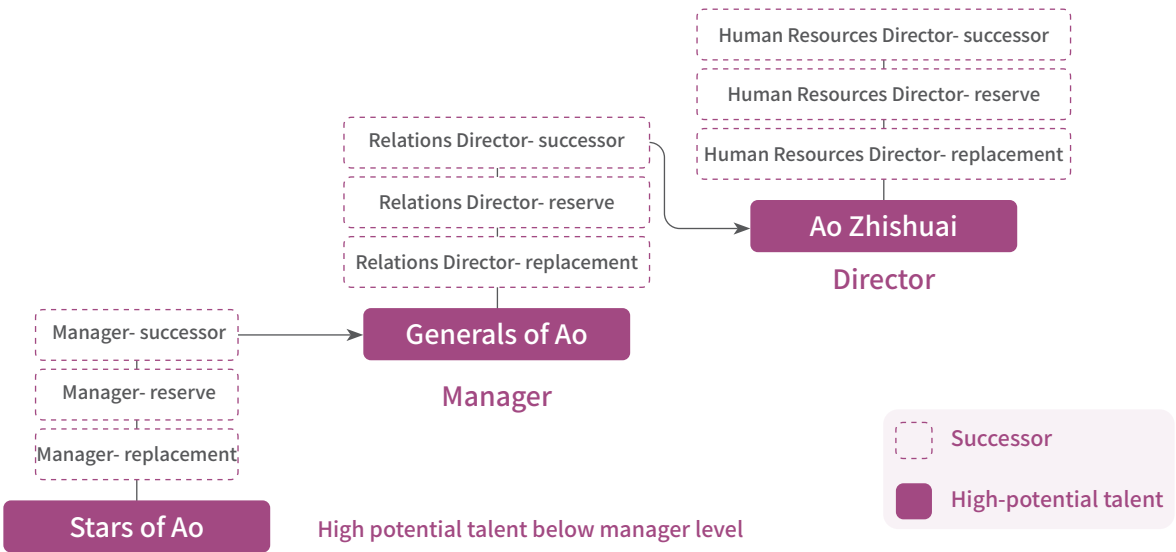 Human Resources Director- successor
Human Resources Director- reserve
Human Resources Director- replacement
Ao Zhishuai
Director
Relations Director- successor
Relations Director- reserve
Relations Director- replacement
Generals of Ao
Manager
Manager- successor
Manager- reserve
Manager- replacement
Stars of Ao
High potential talent below manager level
Successor
High-potential talent